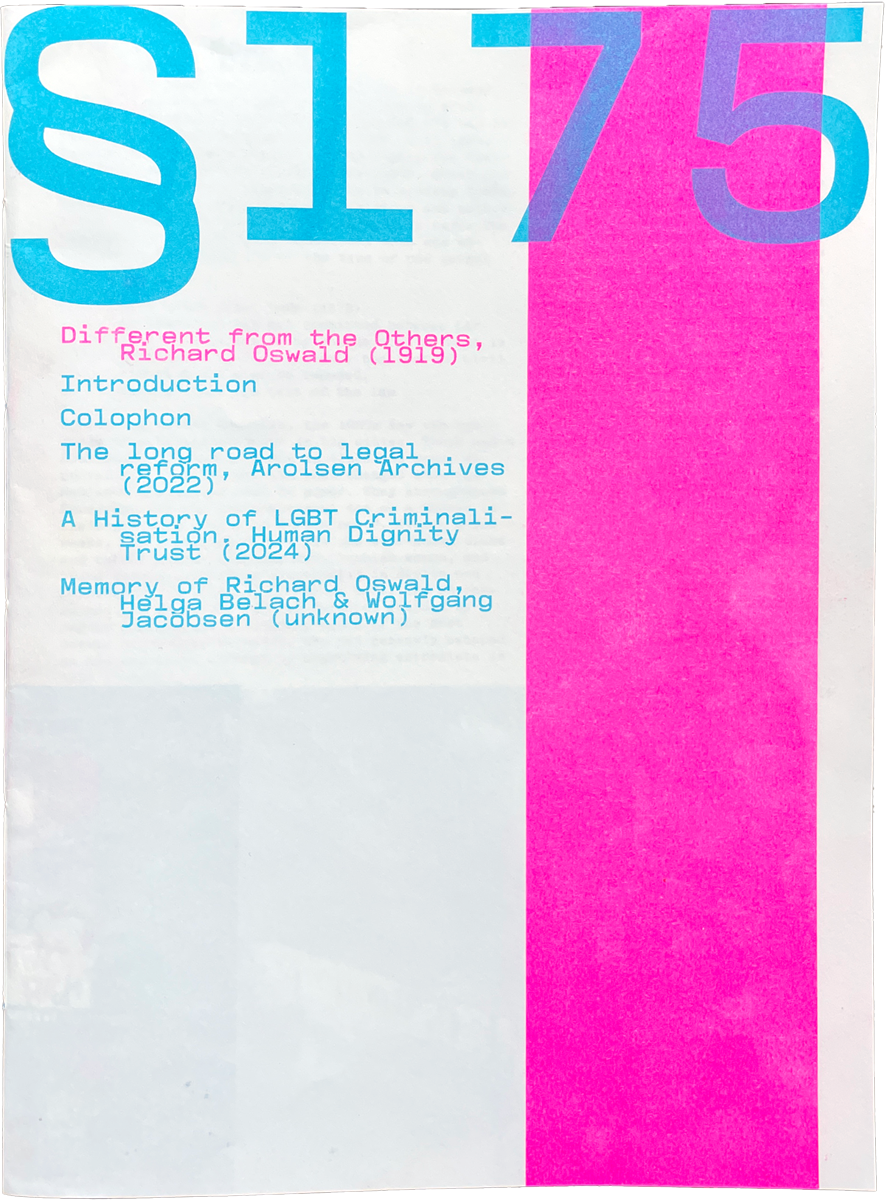 §175
Different from the Others,
Richard Oswald (1919)
Introduction
Colophon
The long road to legal
reform, Arolsen Archives
(2022)
A History of LGBT Criminali-
sation, Human Dignity
Trust (2024)
Memory of Richard Oswald,
Helga Belach & Wolfgang
Jacobsen (unknown)